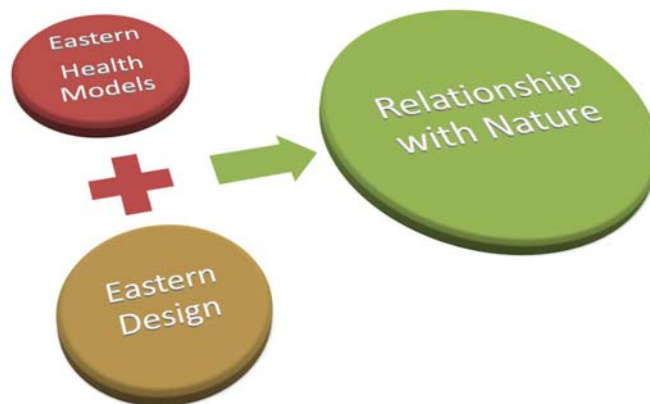 Eastern
Health
Models
Eastern
Design
Relationship
with Nature